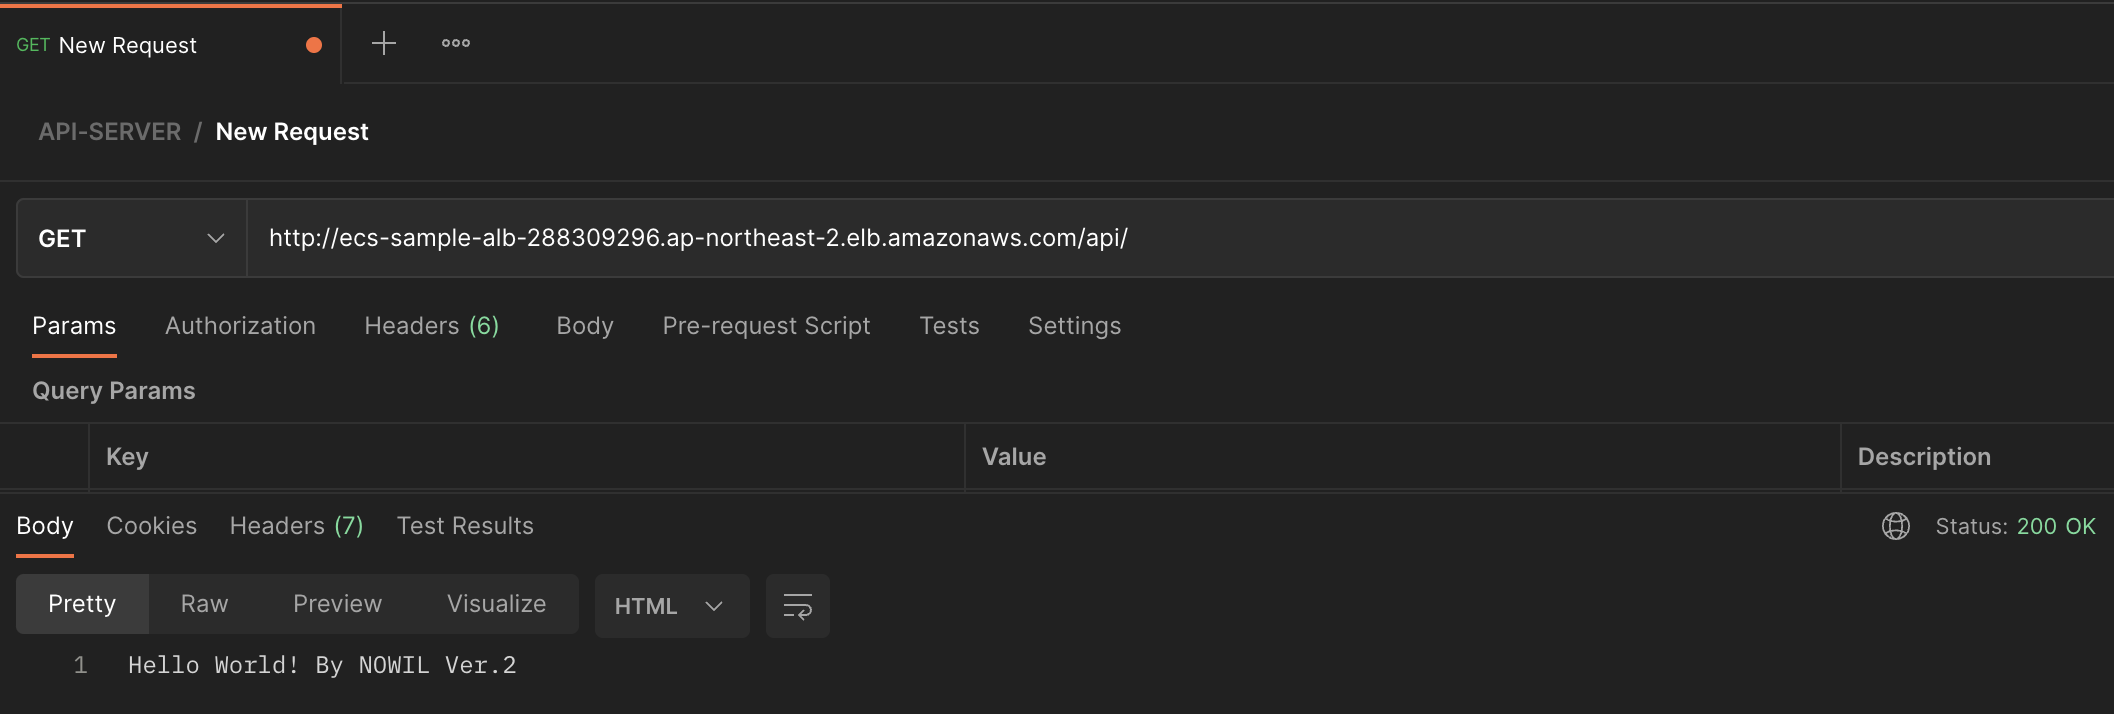 GET New Request
API-SERVER / New Request
GET http://ecs-sample-alb-288309296.ap-northeast-2.elb.amazonaws.com/api/
Params Authorization Headers (6) Body Pre-request Script Tests Settings
Query Params
Key Value Description
Body Cookies Headers (7) Test Results Status: 200 OK
Pretty Raw Preview Visualize HTML
1 Hello World! By NOWIL Ver.2